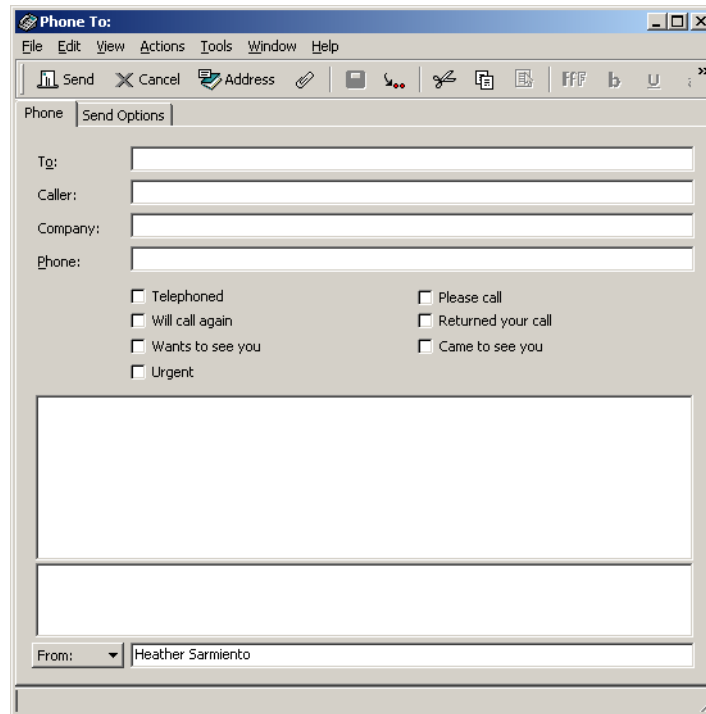 Phone To:
File Edit View Actions Tools Window Help
Send Cancel Address FfF b U
Phone Send Options
To:
Caller:
Company:
Phone:
Telephoned Please call
Will call again Returned your call
Wants to see you Came to see you
Urgent
From: Heather Sarmiento